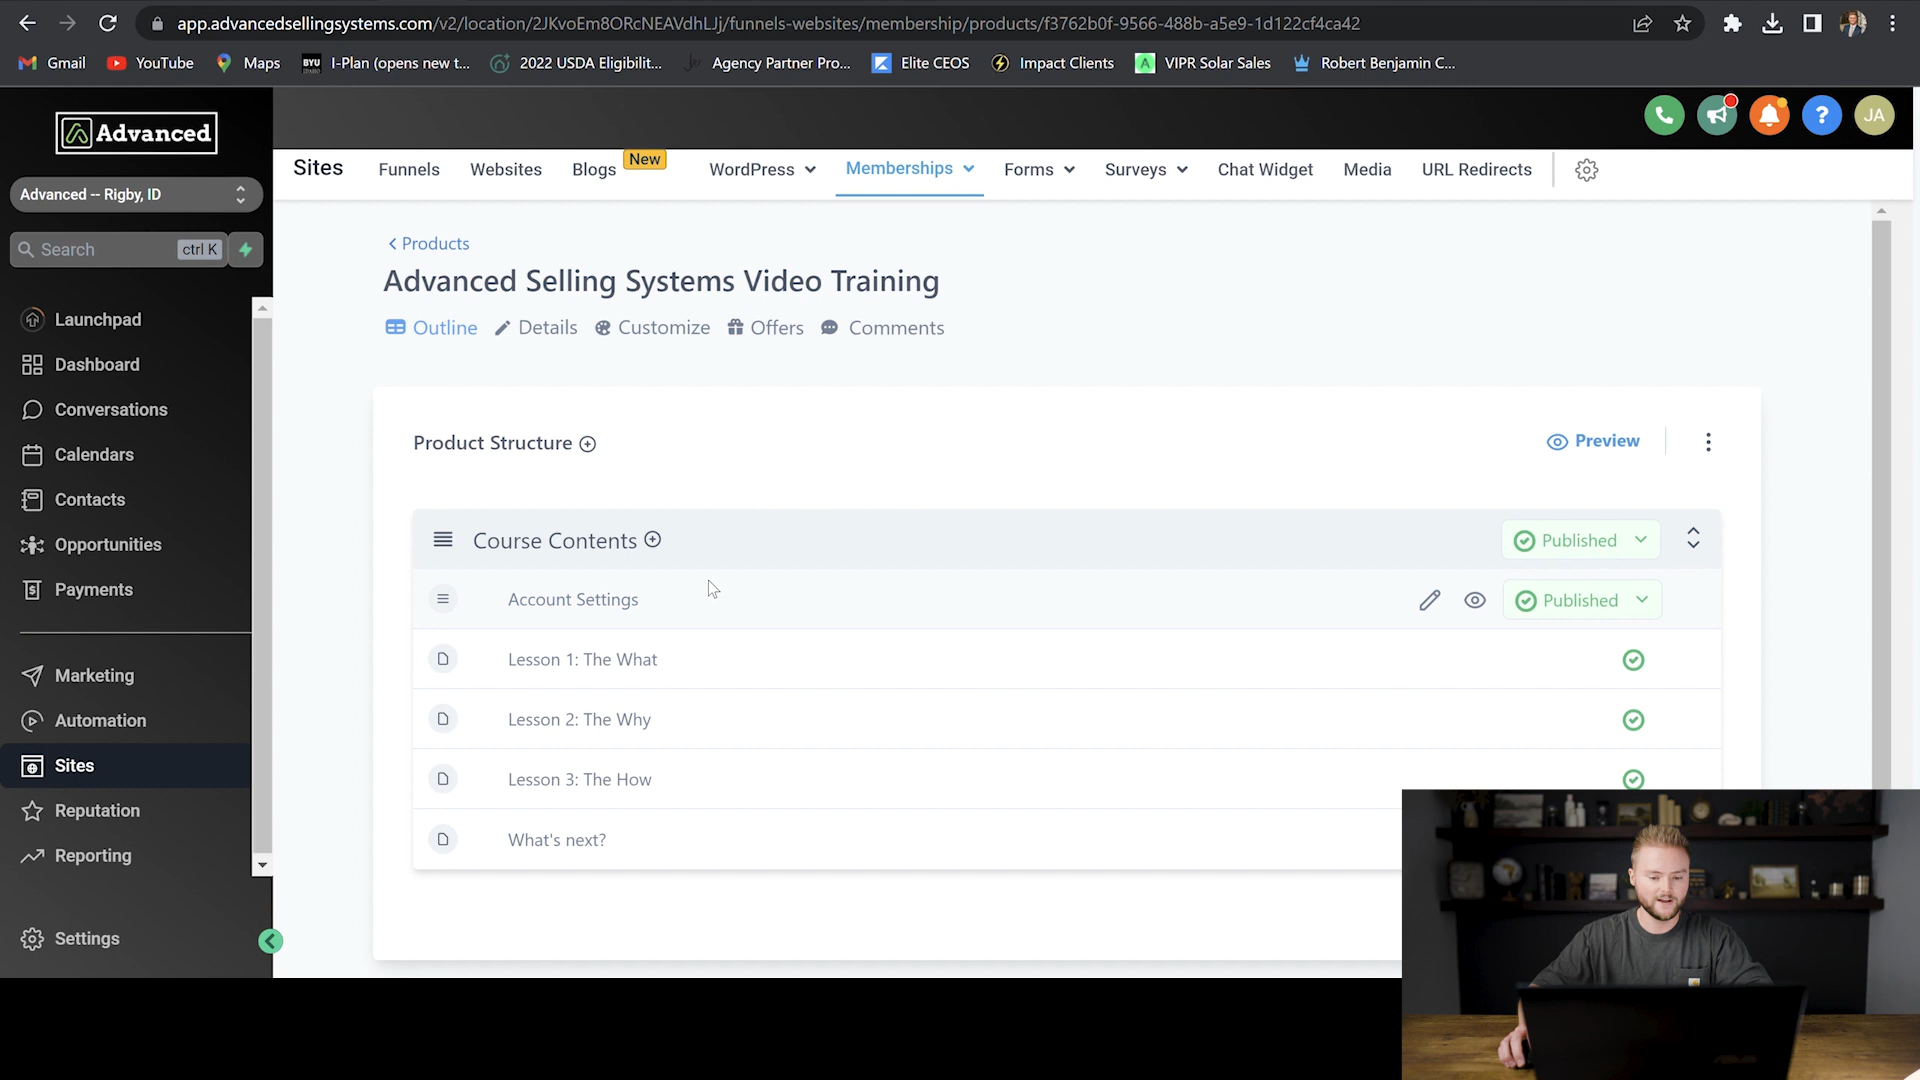 app.advancedsellingsystems.com/v2/location/2JKvoEm8ORcNEAVdhLJj/funnels-websites/membership/products/f3762b0f-9566-488b-a5e9-1d122cf4ca42
Gmail YouTube Maps BYU IDAHO I-Plan (opens new t... 2022 USDA Eligibilit... Agency Partner Pro... Elite CEOS Impact Clients A VIPR Solar Sales Robert Benjamin C...
Advanced
JA
Advanced -- Rigby, ID
Search ctrl K
Launchpad
Dashboard
Conversations
Calendars
Contacts
Opportunities
Payments
Marketing
Automation
Sites
Reputation
Reporting
Settings
Sites Funnels Websites Blogs New WordPress Memberships Forms Surveys Chat Widget Media URL Redirects
Products
Advanced Selling Systems Video Training
Outline Details Customize Offers Comments
Product Structure
Preview
Course Contents Published
Account Settings Published
Lesson 1: The What
Lesson 2: The Why
Lesson 3: The How
What's next?